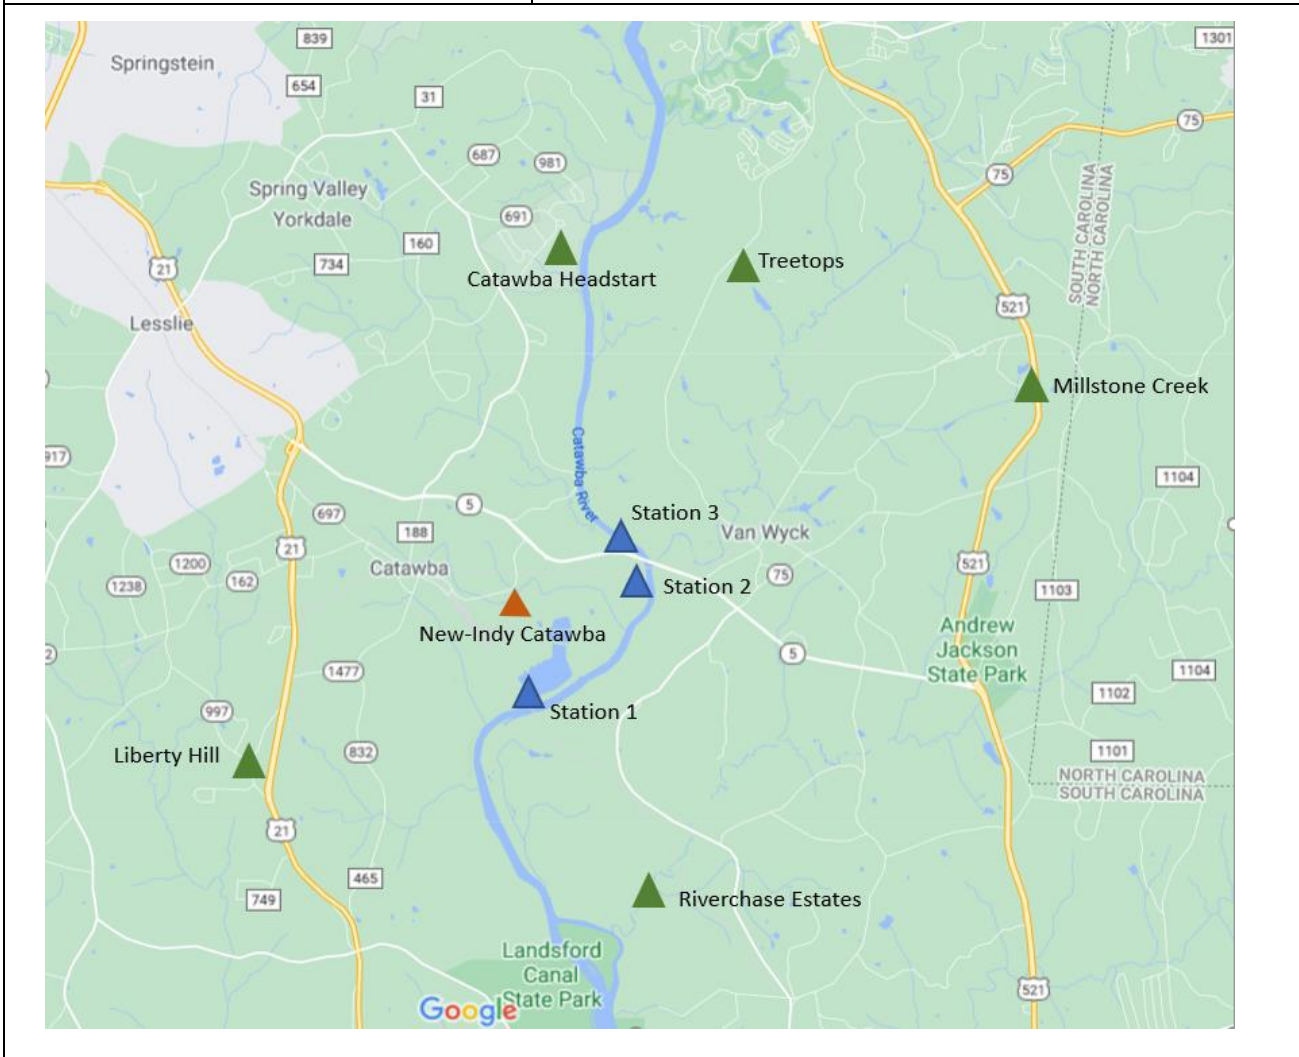 839
1301
Springstein
654
31
75
687
981
75
Spring Valley
Yorkdale
691
SOUTH CAROLINA
NORTH CAROLINA
160
734
21
Catawba Headstart
Treetops
521
Lesslie
Millstone Creek
Catawba River
917
1104
5
697
Station 3
188
Van Wyck
21
1200
Catawba
521
162
1238
75
Station 2
1103
New-Indy Catawba
Andrew
Jackson
State Park
2
5
1477
1104
1102
997
Station 1
Liberty Hill
832
1101
NORTH CAROLINA
SOUTH CAROLINA
21
465
749
Riverchase Estates
Landsford
Canal
State Park
521
Google